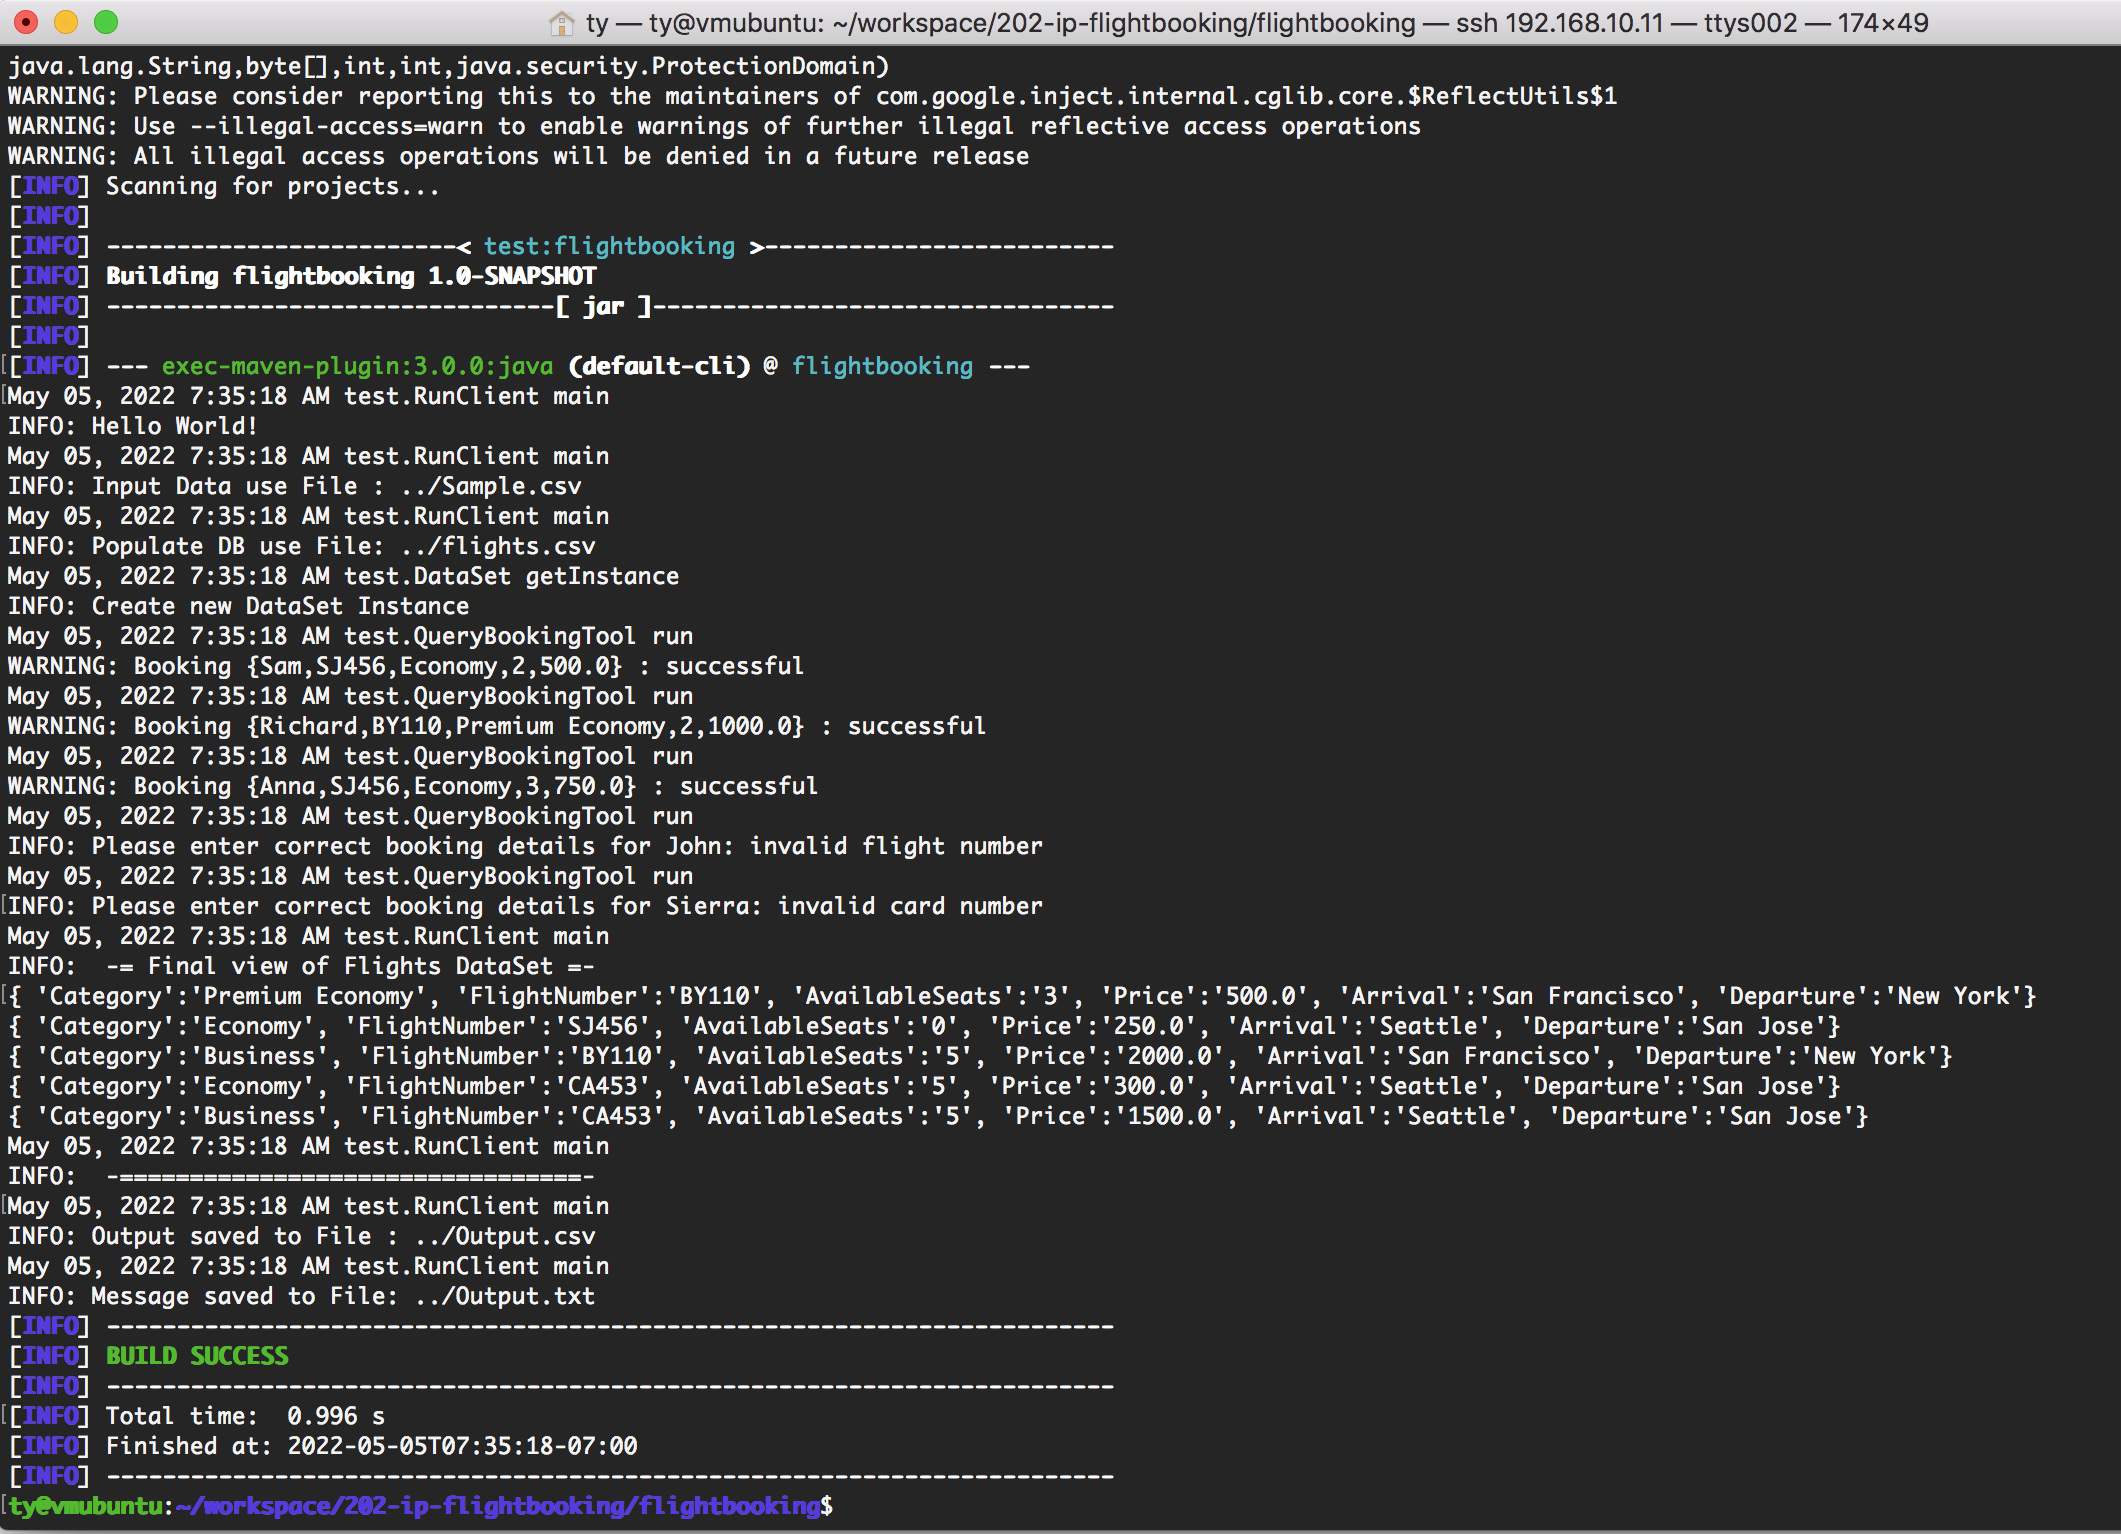 ty — ty@vmubuntu: ~/workspace/202-ip-flightbooking/flightbooking — ssh 192.168.10.11 — ttys002 — 174×49
java.lang.String,byte[],int,int,java.security.ProtectionDomain)
WARNING: Please consider reporting this to the maintainers of com.google.inject.internal.cglib.core.$ReflectUtils$1
WARNING: Use --illegal-access=warn to enable warnings of further illegal reflective access operations
WARNING: All illegal access operations will be denied in a future release
[INFO] Scanning for projects...
[INFO]
[INFO] -------------------------< test:flightbooking >-------------------------
[INFO] Building flightbooking 1.0-SNAPSHOT
[INFO] --------------------------------[ jar ]---------------------------------
[INFO]
[INFO] --- exec-maven-plugin:3.0.0:java (default-cli) @ flightbooking ---
May 05, 2022 7:35:18 AM test.RunClient main
INFO: Hello World!
May 05, 2022 7:35:18 AM test.RunClient main
INFO: Input Data use File : ../Sample.csv
May 05, 2022 7:35:18 AM test.RunClient main
INFO: Populate DB use File: ../flights.csv
May 05, 2022 7:35:18 AM test.DataSet getInstance
INFO: Create new DataSet Instance
May 05, 2022 7:35:18 AM test.QueryBookingTool run
WARNING: Booking {Sam,SJ456,Economy,2,500.0} : successful
May 05, 2022 7:35:18 AM test.QueryBookingTool run
WARNING: Booking {Richard,BY110,Premium Economy,2,1000.0} : successful
May 05, 2022 7:35:18 AM test.QueryBookingTool run
WARNING: Booking {Anna,SJ456,Economy,3,750.0} : successful
May 05, 2022 7:35:18 AM test.QueryBookingTool run
INFO: Please enter correct booking details for John: invalid flight number
May 05, 2022 7:35:18 AM test.QueryBookingTool run
INFO: Please enter correct booking details for Sierra: invalid card number
May 05, 2022 7:35:18 AM test.RunClient main
INFO:  -= Final view of Flights DataSet =-
{ 'Category':'Premium Economy', 'FlightNumber':'BY110', 'AvailableSeats':'3', 'Price':'500.0', 'Arrival':'San Francisco', 'Departure':'New York'}
{ 'Category':'Economy', 'FlightNumber':'SJ456', 'AvailableSeats':'0', 'Price':'250.0', 'Arrival':'Seattle', 'Departure':'San Jose'}
{ 'Category':'Business', 'FlightNumber':'BY110', 'AvailableSeats':'5', 'Price':'2000.0', 'Arrival':'San Francisco', 'Departure':'New York'}
{ 'Category':'Economy', 'FlightNumber':'CA453', 'AvailableSeats':'5', 'Price':'300.0', 'Arrival':'Seattle', 'Departure':'San Jose'}
{ 'Category':'Business', 'FlightNumber':'CA453', 'AvailableSeats':'5', 'Price':'1500.0', 'Arrival':'Seattle', 'Departure':'San Jose'}
May 05, 2022 7:35:18 AM test.RunClient main
INFO:  -=================================-
May 05, 2022 7:35:18 AM test.RunClient main
INFO: Output saved to File : ../Output.csv
May 05, 2022 7:35:18 AM test.RunClient main
INFO: Message saved to File: ../Output.txt
[INFO] ------------------------------------------------------------------------
[INFO] BUILD SUCCESS
[INFO] ------------------------------------------------------------------------
[INFO] Total time:  0.996 s
[INFO] Finished at: 2022-05-05T07:35:18-07:00
[INFO] ------------------------------------------------------------------------
ty@vmubuntu:~/workspace/202-ip-flightbooking/flightbooking$